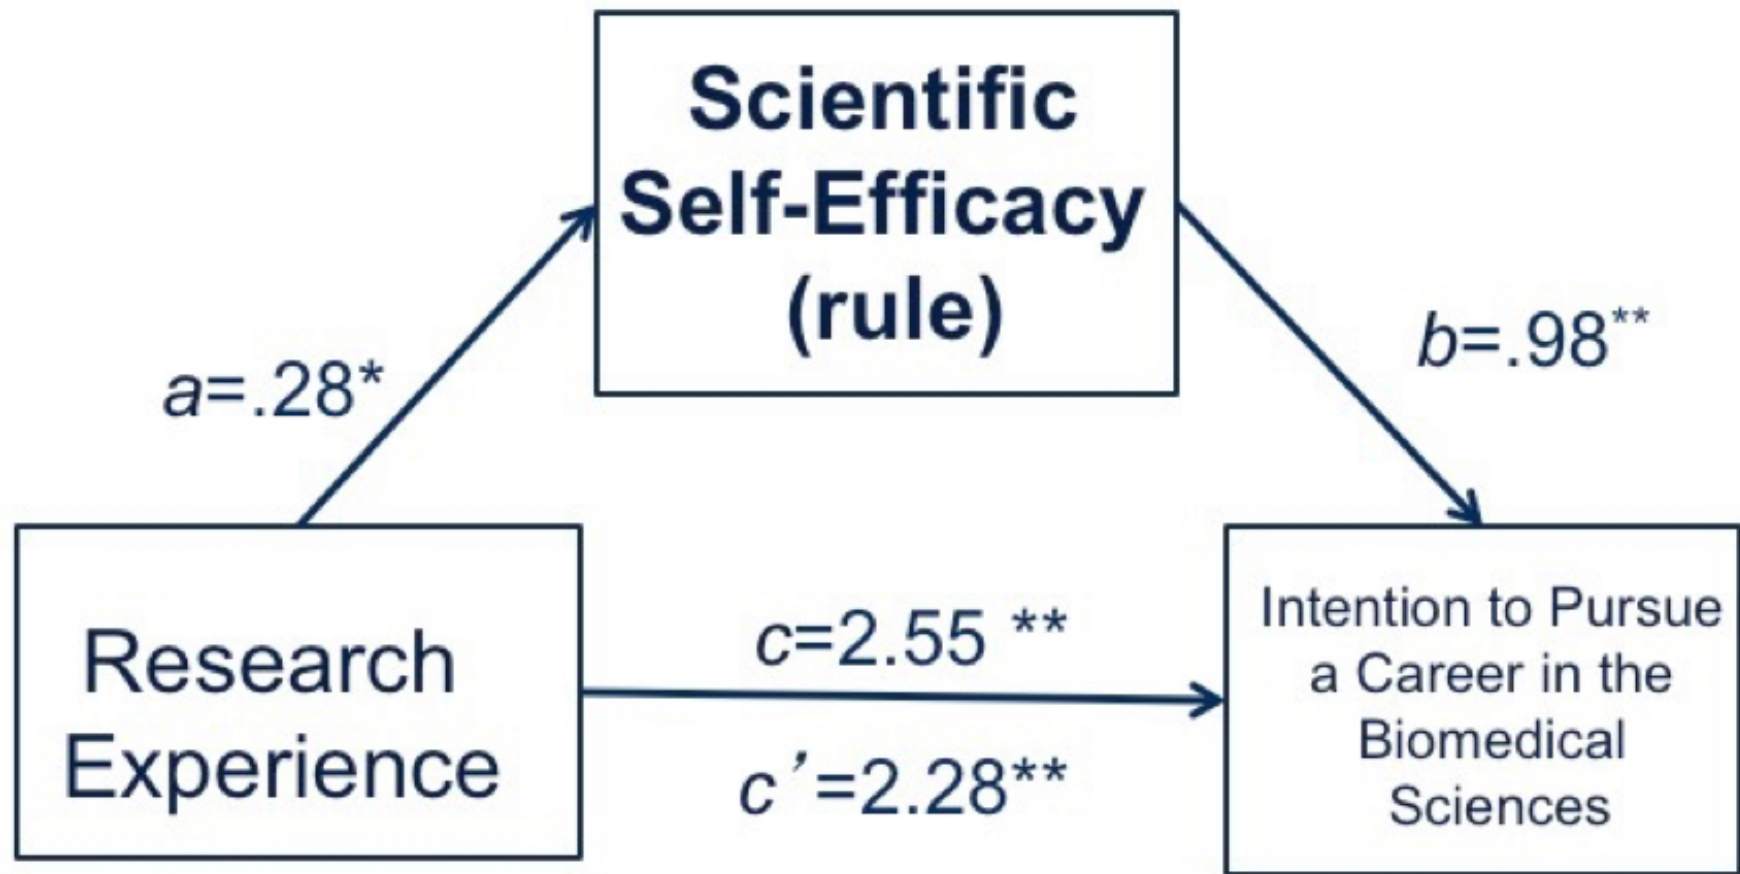 Scientific
Self-Efficacy
(rule)
a=.28*
b=.98**
Research
Experience
c=2.55 **
c’=2.28**
Intention to Pursue
a Career in the
Biomedical
Sciences